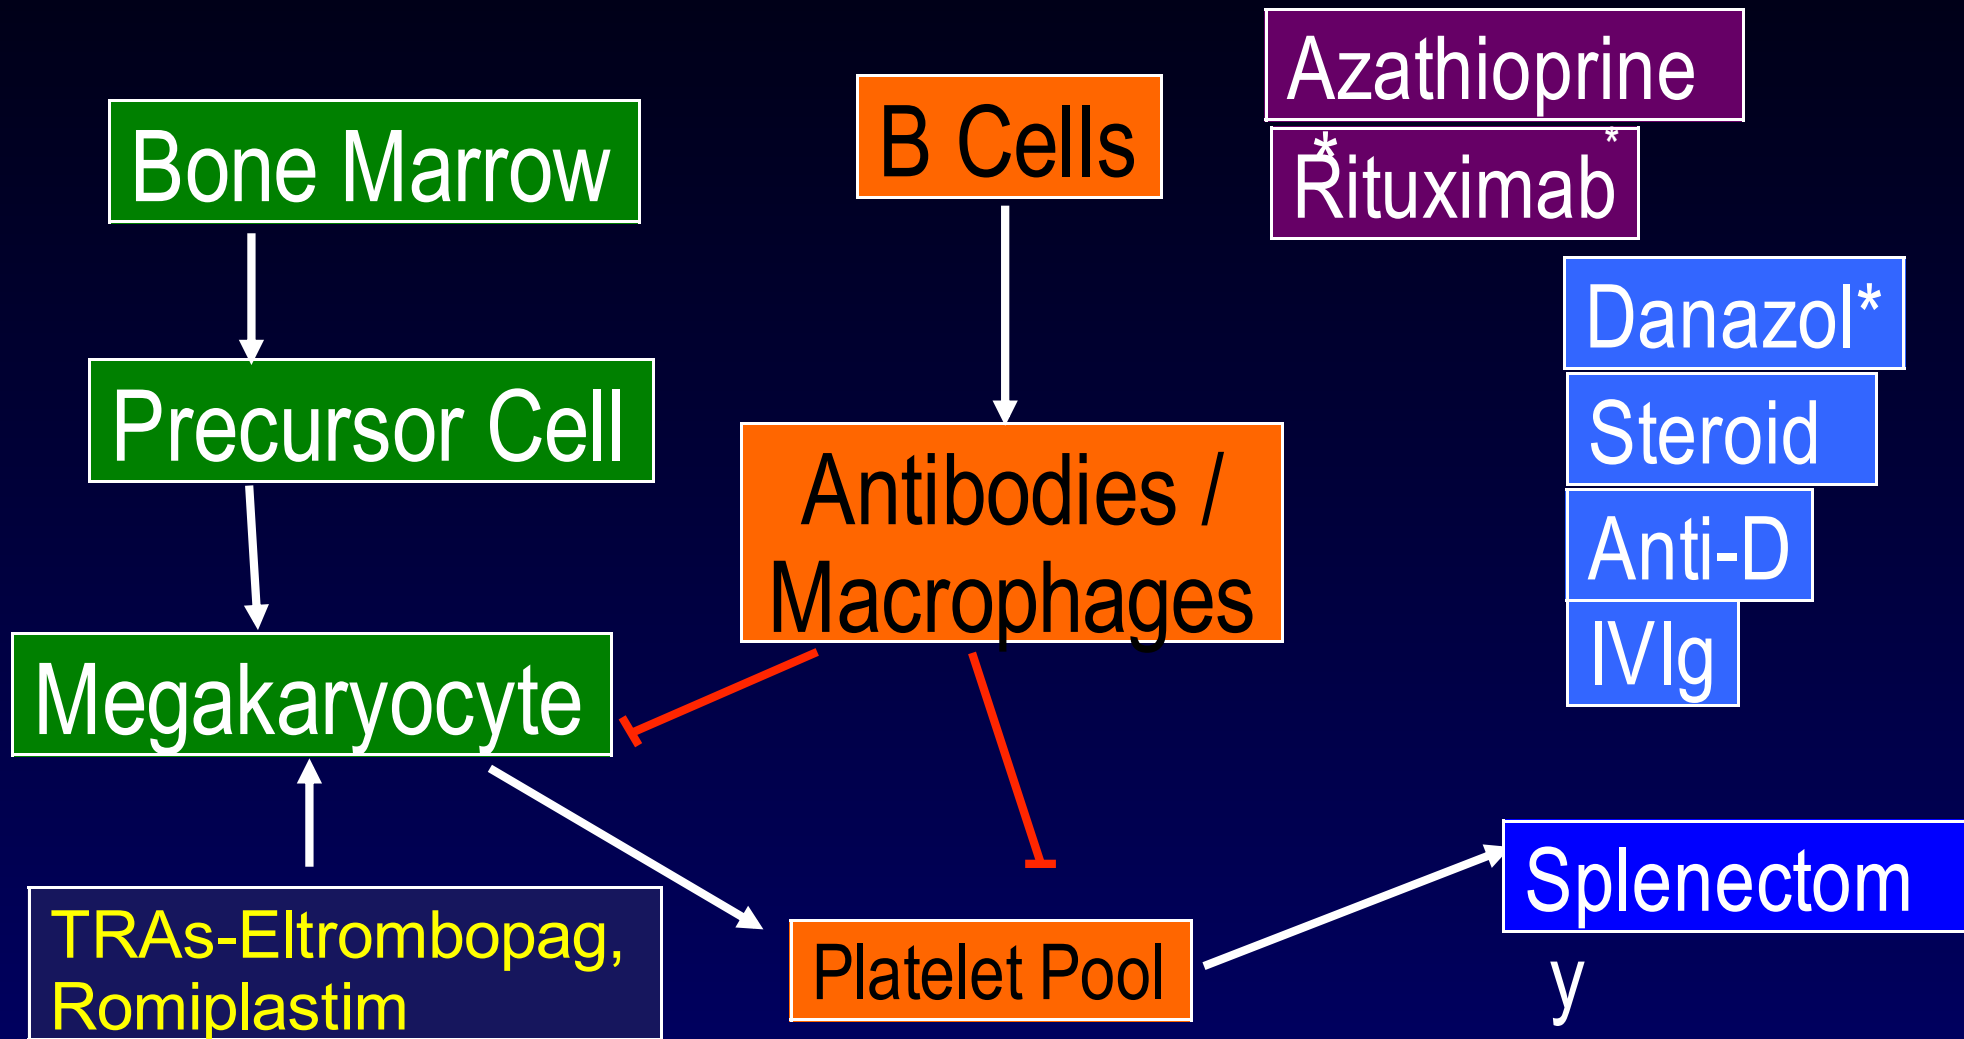 Bone Marrow
Precursor Cell
Megakaryocyte
TRAs-Eltrombopag,
Romiplastim
B Cells
Antibodies /
Macrophages
Platelet Pool
Azathioprine
*
Rituximab*
Danazol*
Steroid
Anti-D
IVIg
Splenectom
y